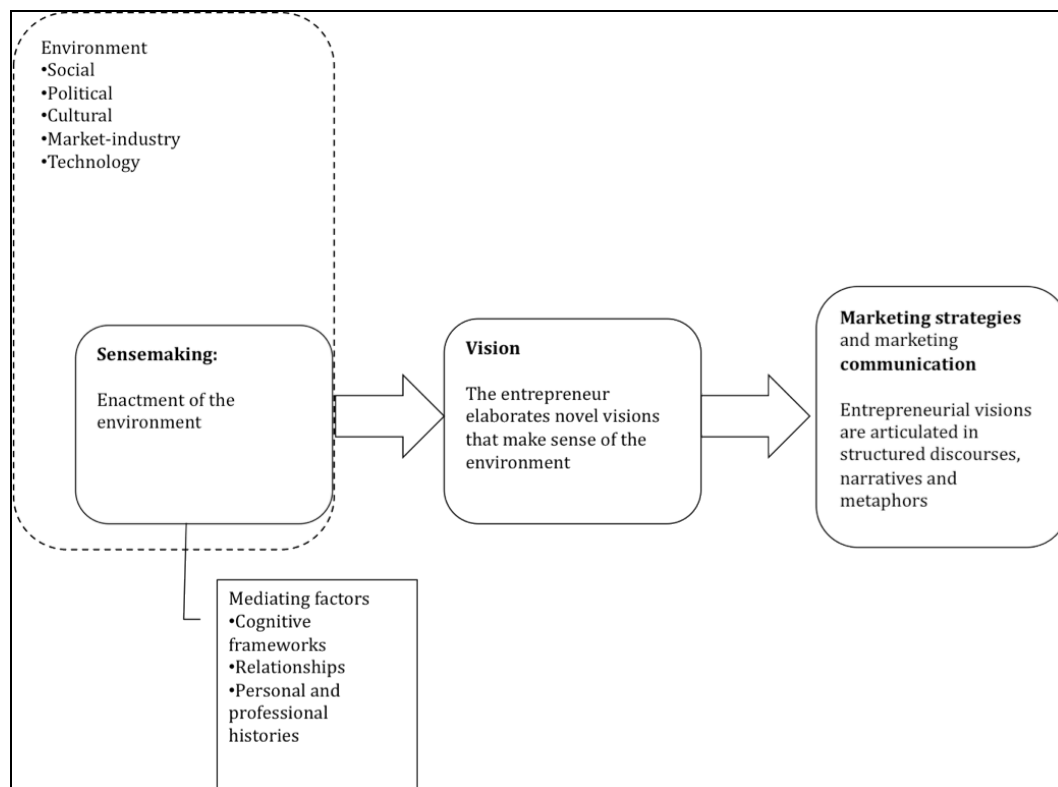 Environment
•Social
•Political
•Cultural
•Market-industry
•Technology
Sensemaking:
Enactment of the
environment
Vision
The entrepreneur
elaborates novel visions
that make sense of the
environment
Marketing strategies
and marketing
communication
Entrepreneurial visions
are articulated in
structured discourses,
narratives and
metaphors
Mediating factors
•Cognitive
frameworks
•Relationships
•Personal and
professional
histories